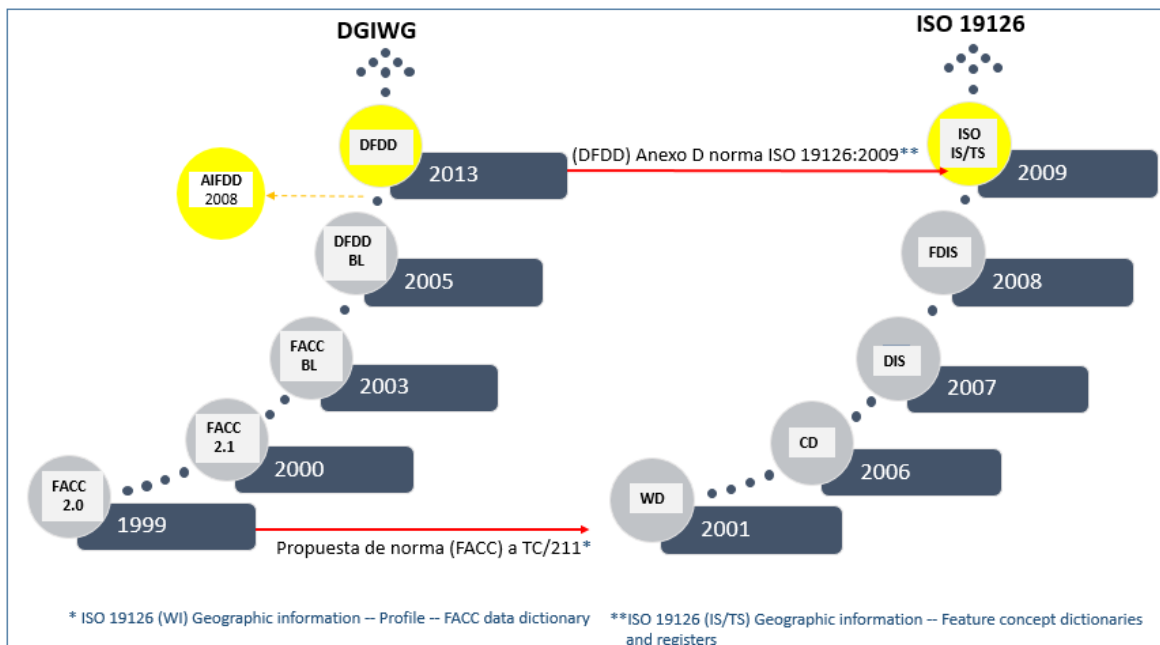 DGIWG
ISO 19126
DFDD
2013
(DFDD) Anexo D norma ISO 19126:2009**
ISO
IS/TS
2009
AIFDD
2008
DFDD
BL
2005
FDIS
2008
FACC
BL
2003
DIS
2007
FACC
2.1
2000
CD
2006
FACC
2.0
1999
WD
2001
Propuesta de norma (FACC) a TC/211*
* ISO 19126 (WI) Geographic information -- Profile -- FACC data dictionary
**ISO 19126 (IS/TS) Geographic information -- Feature concept dictionaries
and registers